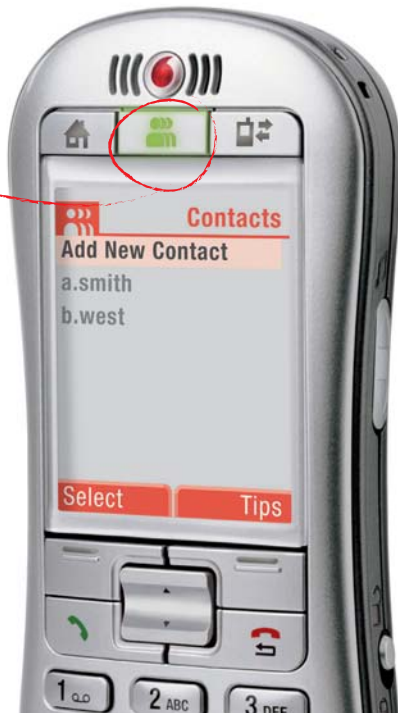 Contacts
Add New Contact
a.smith
b.west
Select Tips
1
2 ABC
3 DEF